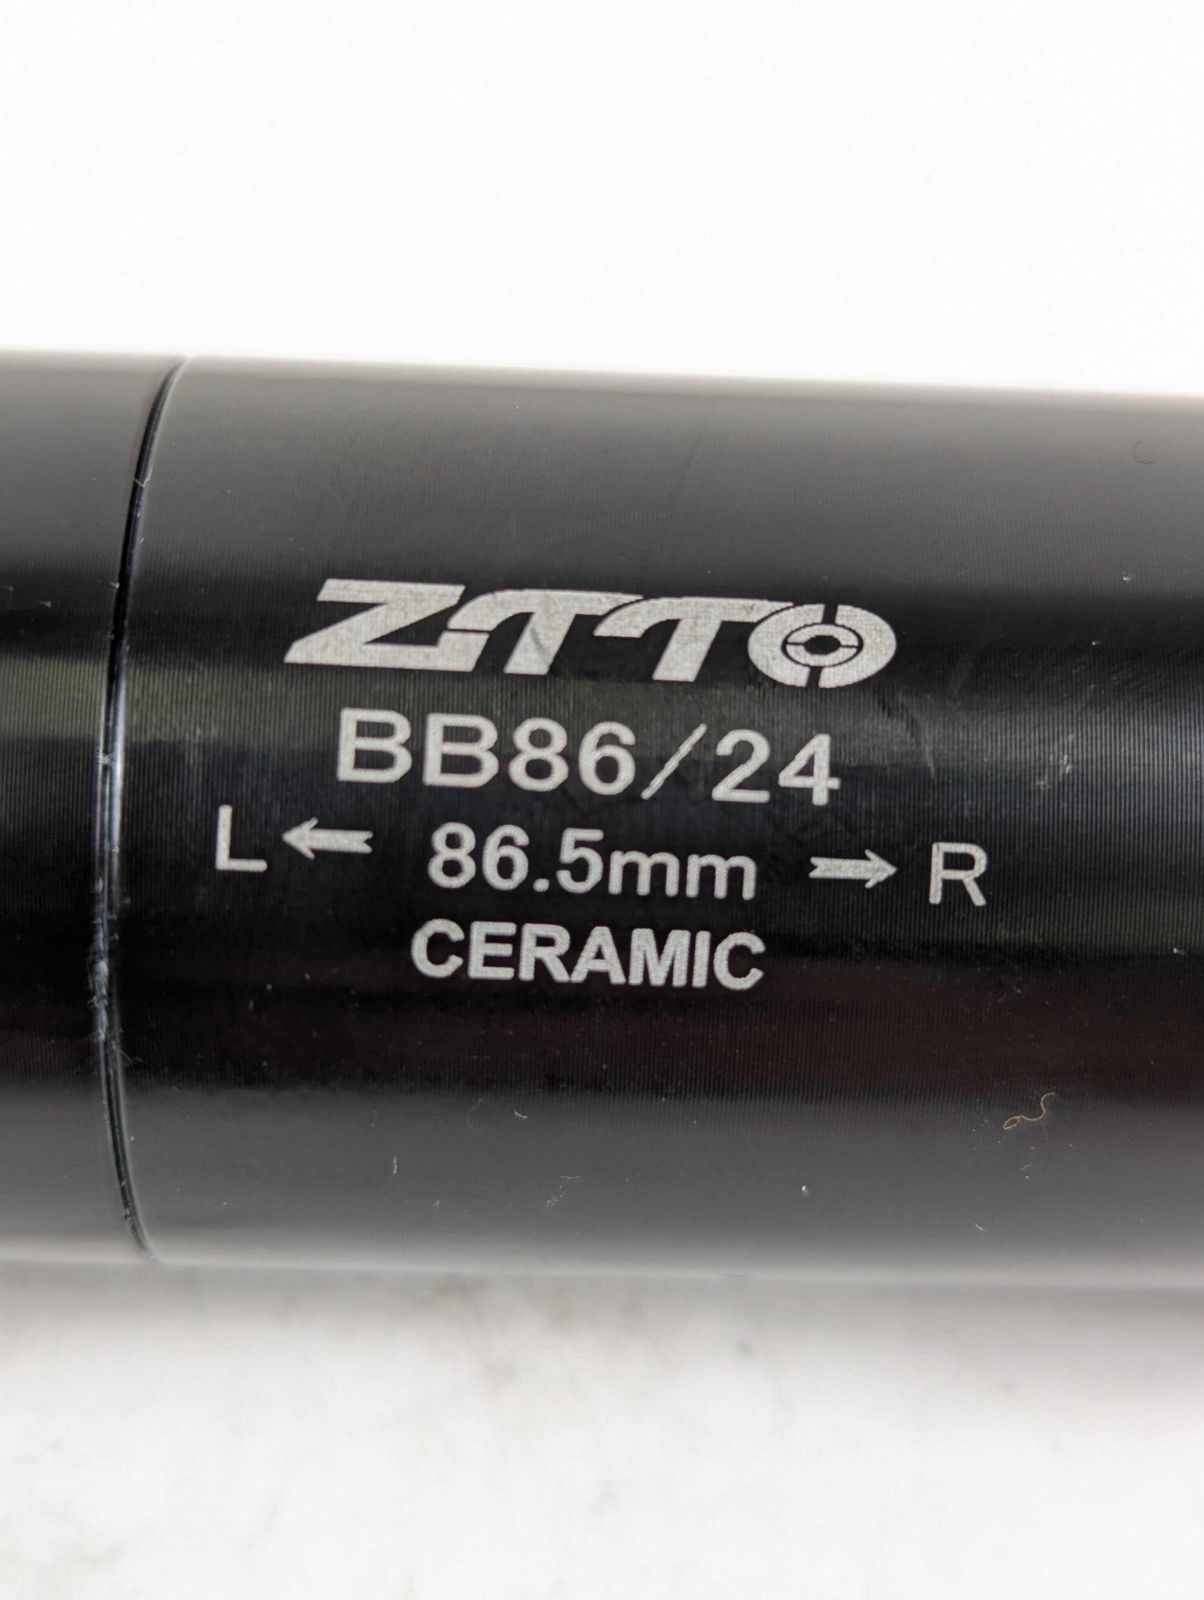 ZTTO
BB86/24
L ← 86.5mm → R
CERAMIC